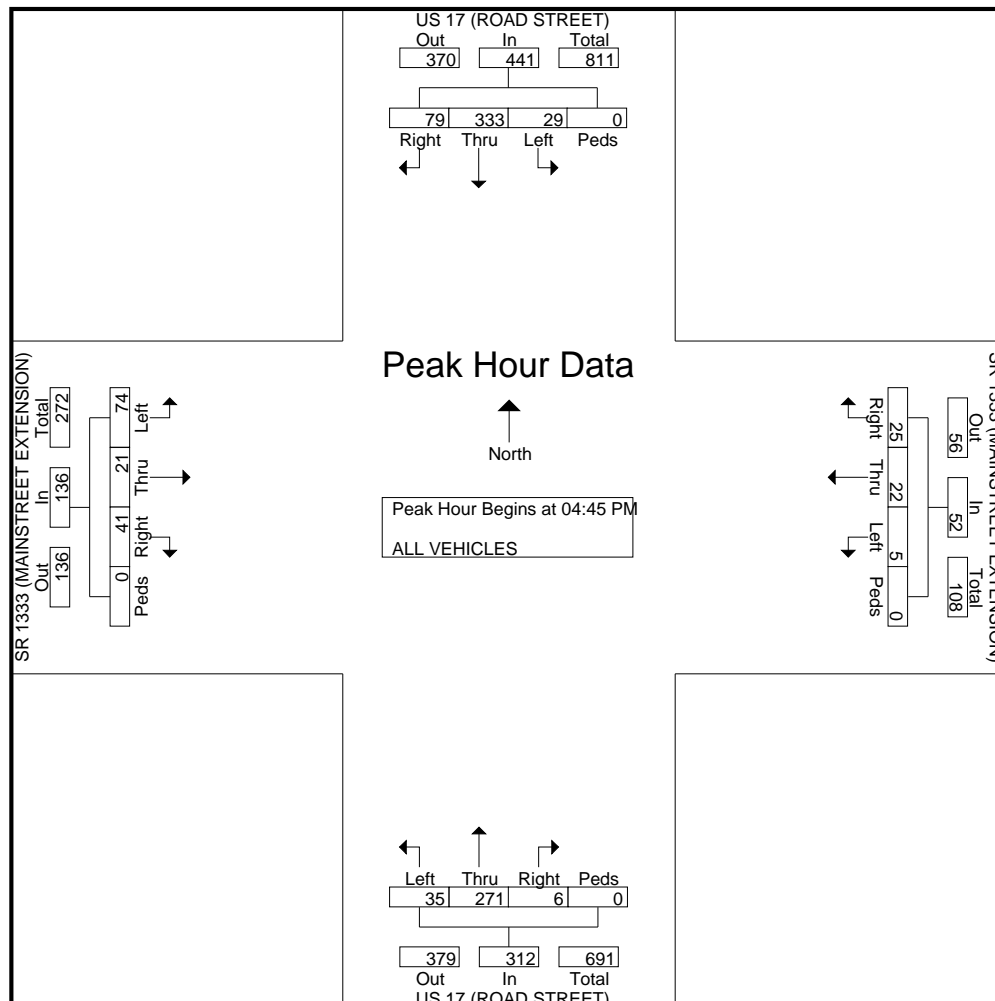 US 17 (ROAD STREET)
Out In Total
370 441 811
79 333 29 0
Right Thru Left Peds
SR 1333 (MAINSTREET EXTENSION)
Total In Out
272 136 136
74 21 41 0
Left Thru Right Peds
Peak Hour Data
North
Peak Hour Begins at 04:45 PM
ALL VEHICLES
Right Thru Left Peds
25 22 5 0
Out In Total
56 52 108
SR 1333 (MAINSTREET EXTENSION)
Left Thru Right Peds
35 271 6 0
379 312 691
Out In Total
US 17 (ROAD STREET)